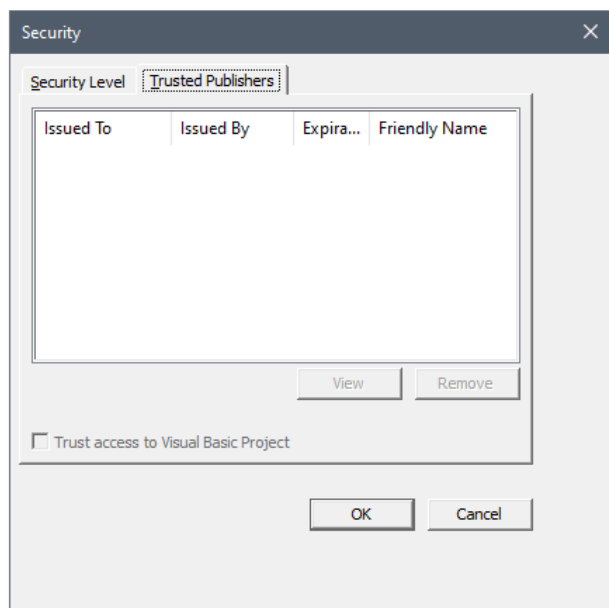 Security
Security Level Trusted Publishers
Issued To Issued By Expira... Friendly Name
View Remove
Trust access to Visual Basic Project
OK Cancel